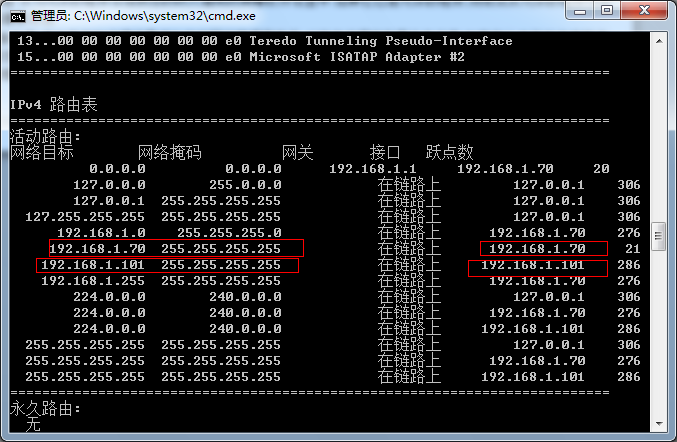 管理员: C:\Windows\system32\cmd.exe
13...00 00 00 00 00 00 00 e0 Teredo Tunneling Pseudo-Interface
15...00 00 00 00 00 00 00 e0 Microsoft ISATAP Adapter #2
===========================================================================
IPv4 路由表
===========================================================================
活动路由:
网络目标 网络掩码 网关 接口 跃点数
0.0.0.0 0.0.0.0 192.168.1.1 192.168.1.70 20
127.0.0.0 255.0.0.0 在链路上 127.0.0.1 306
127.0.0.1 255.255.255.255 在链路上 127.0.0.1 306
127.255.255.255 255.255.255.255 在链路上 127.0.0.1 306
192.168.1.0 255.255.255.0 在链路上 192.168.1.70 276
192.168.1.70 255.255.255.255 在链路上 192.168.1.70 21
192.168.1.101 255.255.255.255 在链路上 192.168.1.101 286
192.168.1.255 255.255.255.255 在链路上 192.168.1.70 276
224.0.0.0 240.0.0.0 在链路上 127.0.0.1 306
224.0.0.0 240.0.0.0 在链路上 192.168.1.70 276
224.0.0.0 240.0.0.0 在链路上 192.168.1.101 286
255.255.255.255 255.255.255.255 在链路上 127.0.0.1 306
255.255.255.255 255.255.255.255 在链路上 192.168.1.70 276
255.255.255.255 255.255.255.255 在链路上 192.168.1.101 286
===========================================================================
永久路由:
无